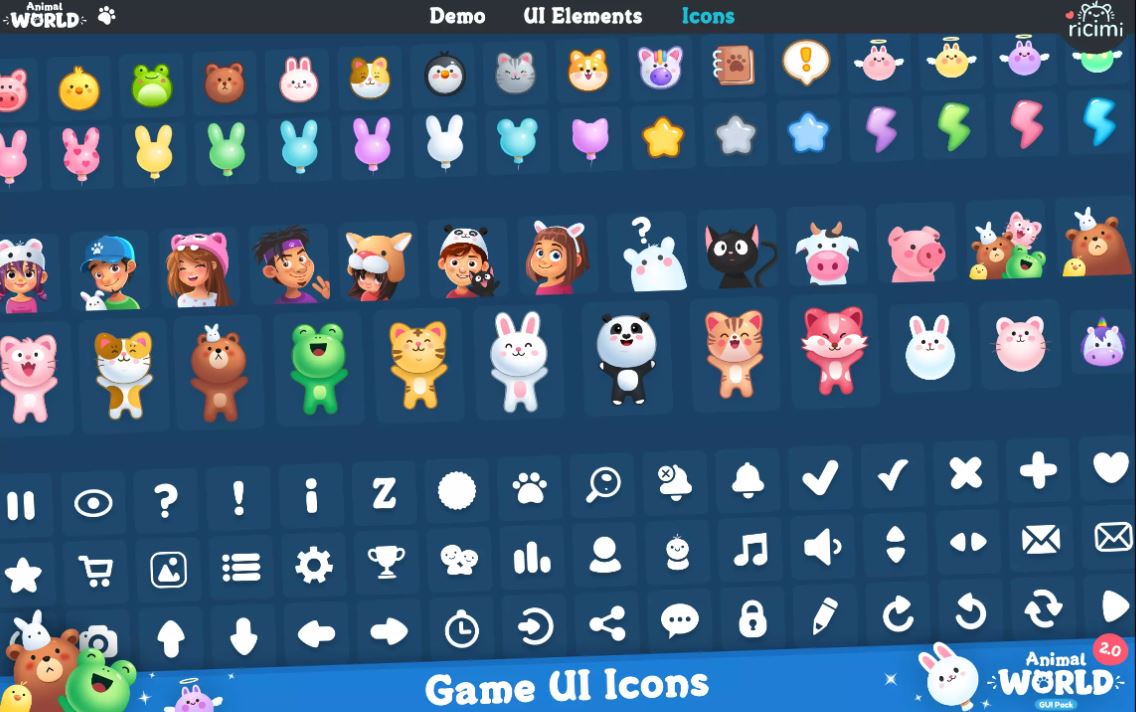 Animal
WORLD
Demo
UI Elements
Icons
ricimi
Game UI Icons
2.0
Animal
WORLD
GUI Pack